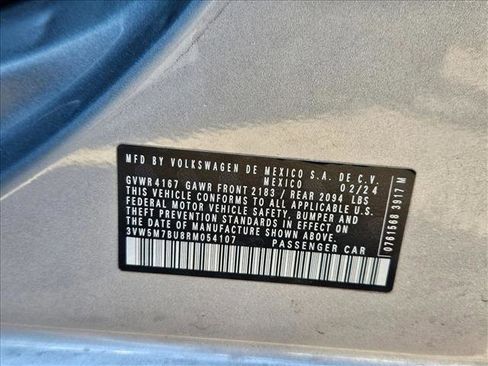 MFD BY VOLKSWAGEN DE MEXICO S.A. DE C.V.
MEXICO 02/24
GVWR 4167 GAWR FRONT 2183 / REAR 2094 LBS
THIS VEHICLE CONFORMS TO ALL APPLICABLE
FEDERAL MOTOR VEHICLE SAFETY, BUMPER AND
THEFT PREVENTION STANDARDS IN EFFECT ON
THE DATE OF MANUFACTURE SHOWN ABOVE.
3VW5M7BU8RM054107 PASSENGER CAR
0761568 3917 M